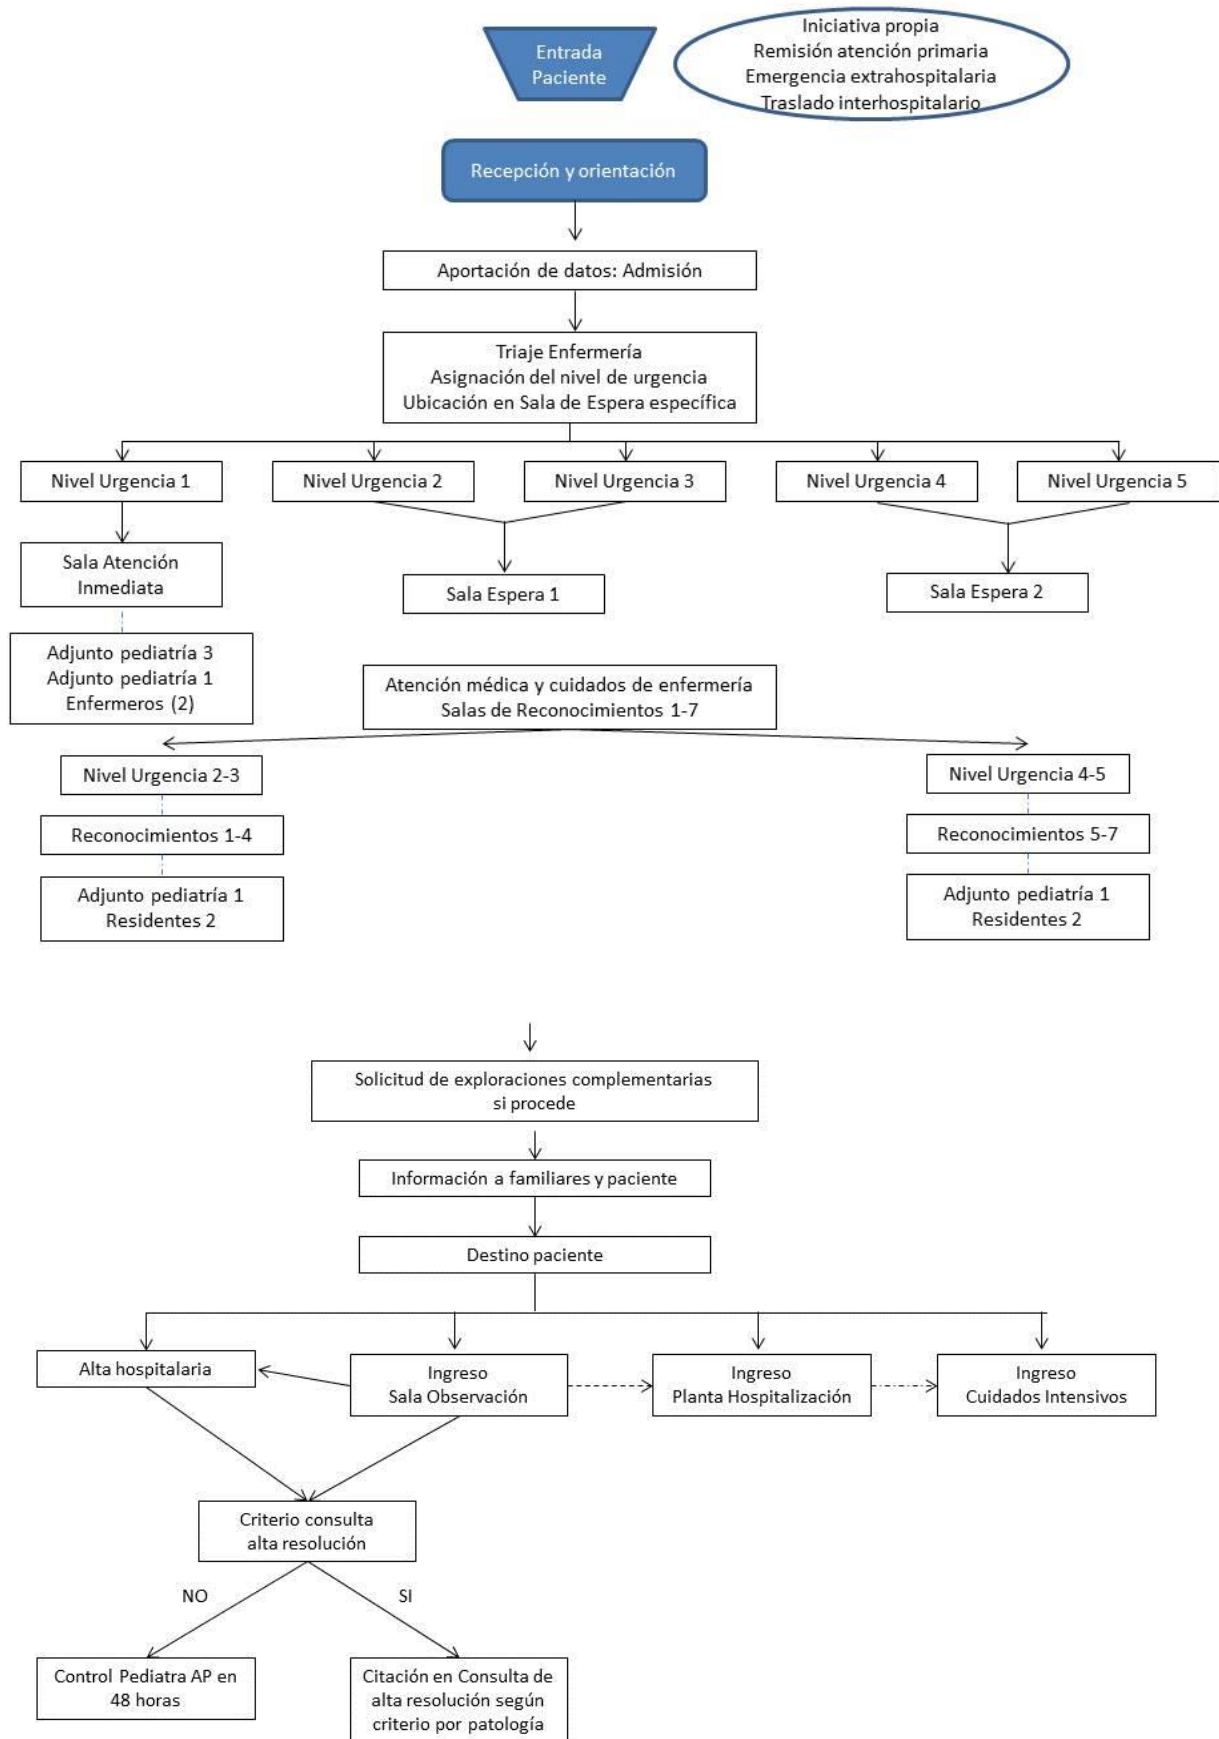 Entrada
Paciente
Iniciativa propia
Remisión atención primaria
Emergencia extrahospitalaria
Traslado interhospitalario
Recepción y orientación
Aportación de datos: Admisión
Triaje Enfermería
Asignación del nivel de urgencia
Ubicación en Sala de Espera específica
Nivel Urgencia 1
Nivel Urgencia 2
Nivel Urgencia 3
Nivel Urgencia 4
Nivel Urgencia 5
Sala Atención
Inmediata
Sala Espera 1
Sala Espera 2
Adjunto pediatría 3
Adjunto pediatría 1
Enfermeros (2)
Atención médica y cuidados de enfermería
Salas de Reconocimientos 1-7
Nivel Urgencia 2-3
Nivel Urgencia 4-5
Reconocimientos 1-4
Reconocimientos 5-7
Adjunto pediatría 1
Residentes 2
Adjunto pediatría 1
Residentes 2
Solicitud de exploraciones complementarias
si procede
Información a familiares y paciente
Destino paciente
Alta hospitalaria
Ingreso
Sala Observación
Ingreso
Planta Hospitalización
Ingreso
Cuidados Intensivos
Criterio consulta
alta resolución
NO
SI
Control Pediatra AP en
48 horas
Citación en Consulta de
alta resolución según
criterio por patología